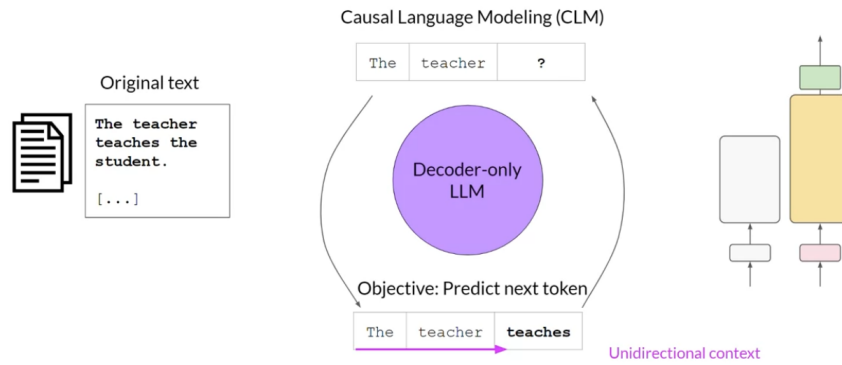 Causal Language Modeling (CLM)
The teacher ?
Original text
The teacher
teaches the
student.
[...]
Decoder-only
LLM
Objective: Predict next token
The teacher teaches
Unidirectional context